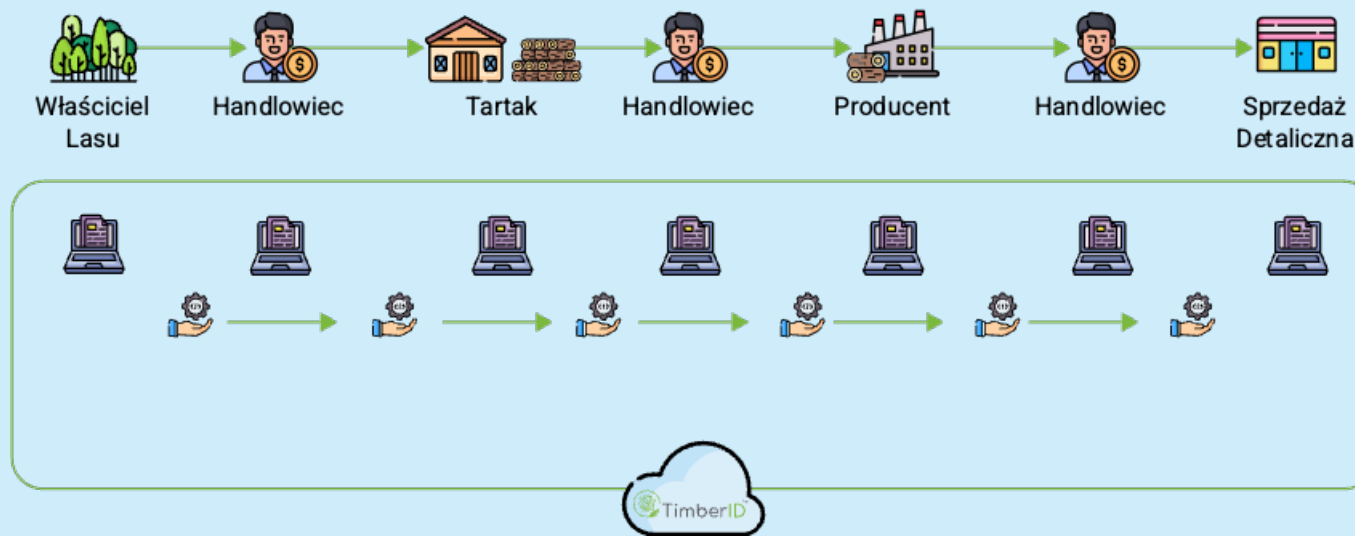 Właściciel
Lasu
Handlowiec
Tartak
Handlowiec
Producent
Handlowiec
Sprzedaż
Detaliczna
TimberID